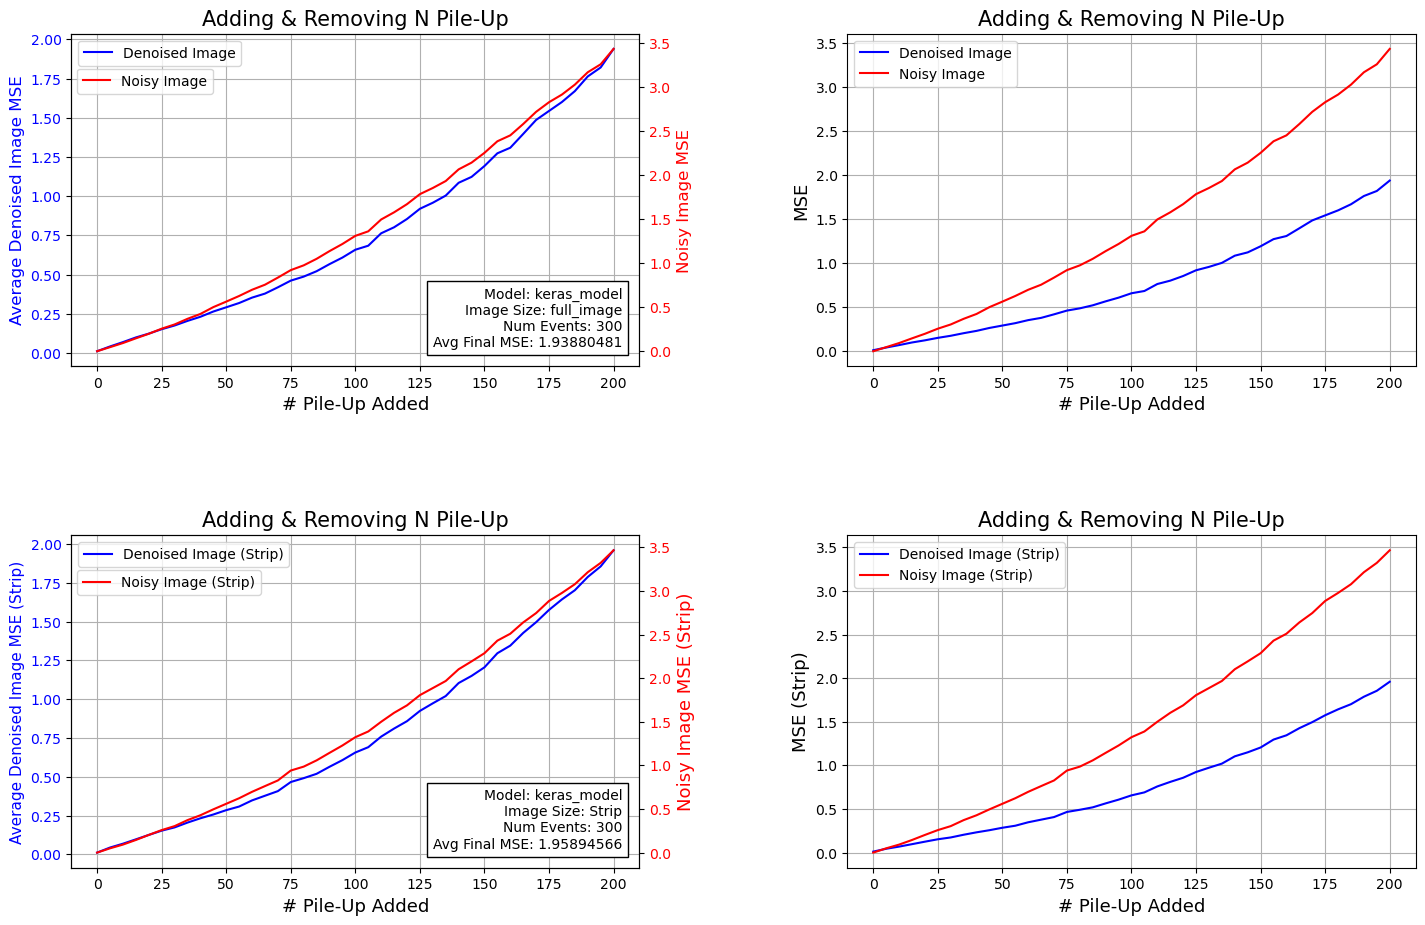 Adding & Removing N Pile-Up
Denoised Image
Noisy Image
Average Denoised Image MSE
2.00
1.75
1.50
1.25
1.00
0.75
0.50
0.25
0.00
3.5
3.0
2.5
2.0
1.5
1.0
0.5
0.0
Noisy Image MSE
Model: keras_model
Image Size: full_image
Num Events: 300
Avg Final MSE: 1.93880481
0 25 50 75 100 125 150 175 200
# Pile-Up Added
Adding & Removing N Pile-Up
Denoised Image
Noisy Image
MSE
3.5
3.0
2.5
2.0
1.5
1.0
0.5
0.0
0 25 50 75 100 125 150 175 200
# Pile-Up Added
Adding & Removing N Pile-Up
Denoised Image (Strip)
Noisy Image (Strip)
Average Denoised Image MSE (Strip)
2.00
1.75
1.50
1.25
1.00
0.75
0.50
0.25
0.00
3.5
3.0
2.5
2.0
1.5
1.0
0.5
0.0
Noisy Image MSE (Strip)
Model: keras_model
Image Size: Strip
Num Events: 300
Avg Final MSE: 1.95894566
0 25 50 75 100 125 150 175 200
# Pile-Up Added
Adding & Removing N Pile-Up
Denoised Image (Strip)
Noisy Image (Strip)
MSE (Strip)
3.5
3.0
2.5
2.0
1.5
1.0
0.5
0.0
0 25 50 75 100 125 150 175 200
# Pile-Up Added